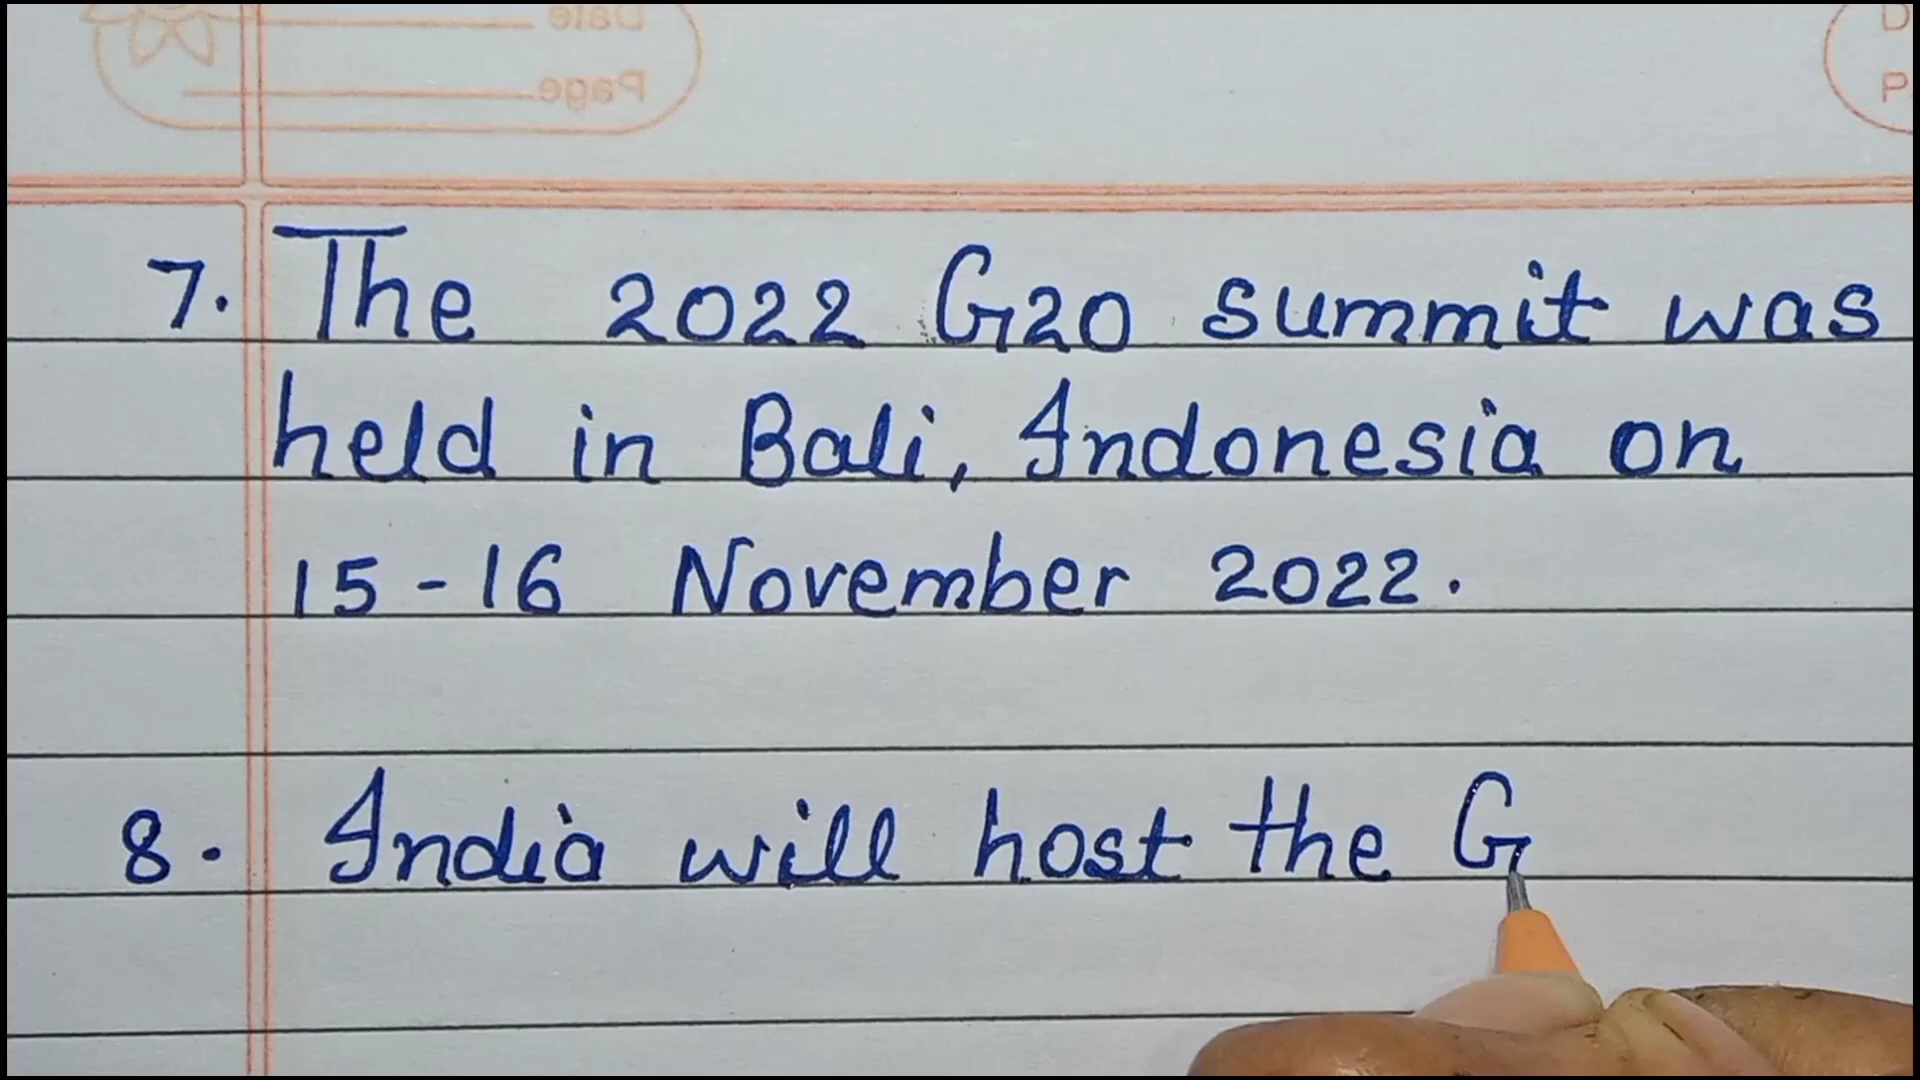 Date
Page
D
P
7. The 2022 G20 summit was
held in Bali, Indonesia on
15-16 November 2022.
8. India will host the G